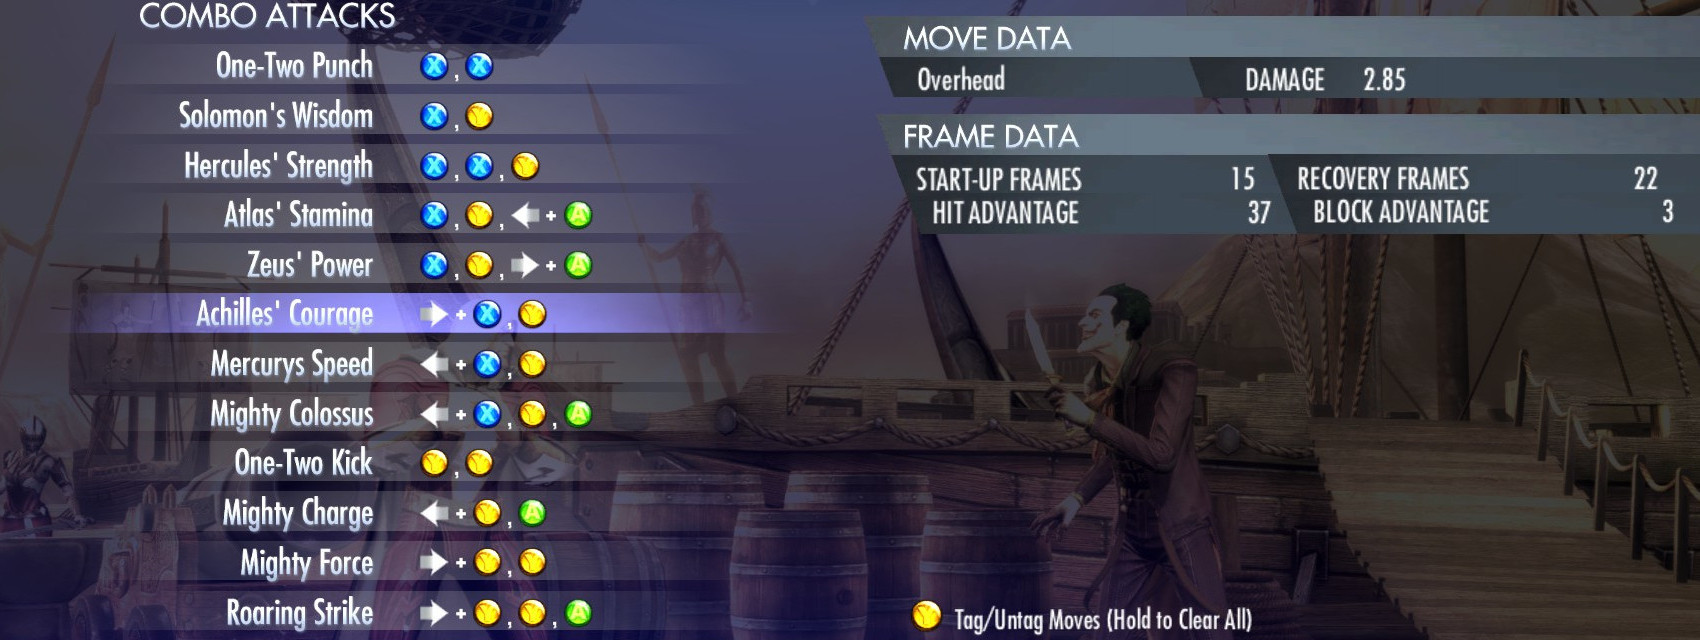 COMBO ATTACKS
One-Two Punch X , X
Solomon's Wisdom X , Y
Hercules' Strength X , X , Y
Atlas' Stamina X , Y , + A
Zeus' Power X , Y , + A
Achilles' Courage + X , Y
Mercurys Speed + X , Y
Mighty Colossus + X , Y , A
One-Two Kick Y , Y
Mighty Charge + Y , A
Mighty Force + Y , Y
Roaring Strike + Y , Y , A
MOVE DATA
Overhead DAMAGE 2.85
FRAME DATA
START-UP FRAMES 15 RECOVERY FRAMES 22
HIT ADVANTAGE 37 BLOCK ADVANTAGE 3
Y Tag/Untag Moves (Hold to Clear All)